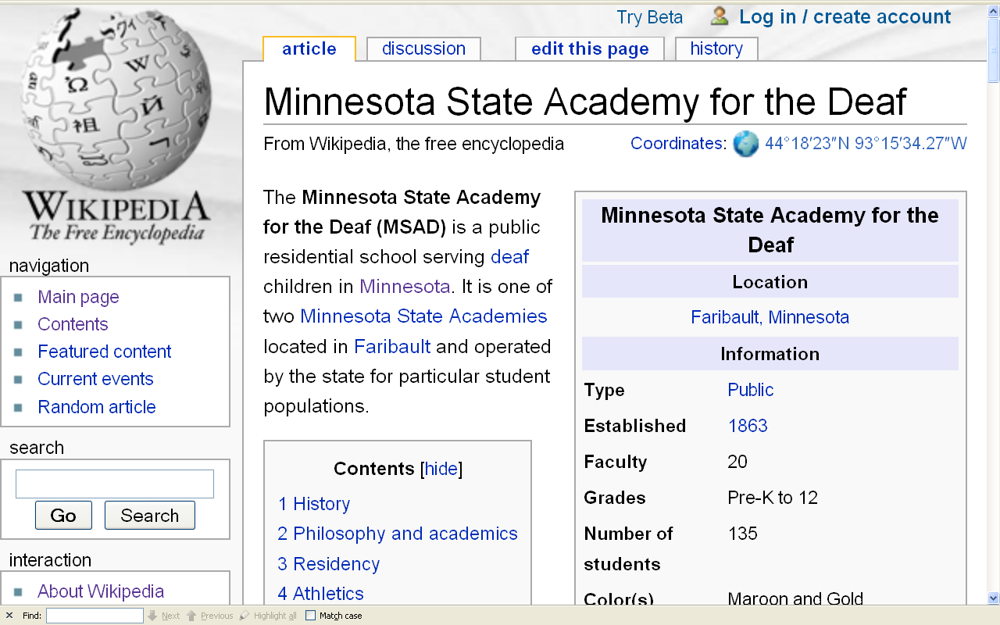 Try Beta Log in / create account
article discussion edit this page history
Minnesota State Academy for the Deaf
From Wikipedia, the free encyclopedia Coordinates: 44°18′23″N 93°15′34.27″W
WIKIPEDIA
The Free Encyclopedia
navigation
Main page
Contents
Featured content
Current events
Random article
search
Go Search
interaction
About Wikipedia
The Minnesota State Academy
for the Deaf (MSAD) is a public
residential school serving deaf
children in Minnesota. It is one of
two Minnesota State Academies
located in Faribault and operated
by the state for particular student
populations.
Contents [hide]
1 History
2 Philosophy and academics
3 Residency
4 Athletics
Minnesota State Academy for the
Deaf
Location
Faribault, Minnesota
Information
Type Public
Established 1863
Faculty 20
Grades Pre-K to 12
Number of 135
students
Color(s) Maroon and Gold
Find: Next Previous Highlight all Match case